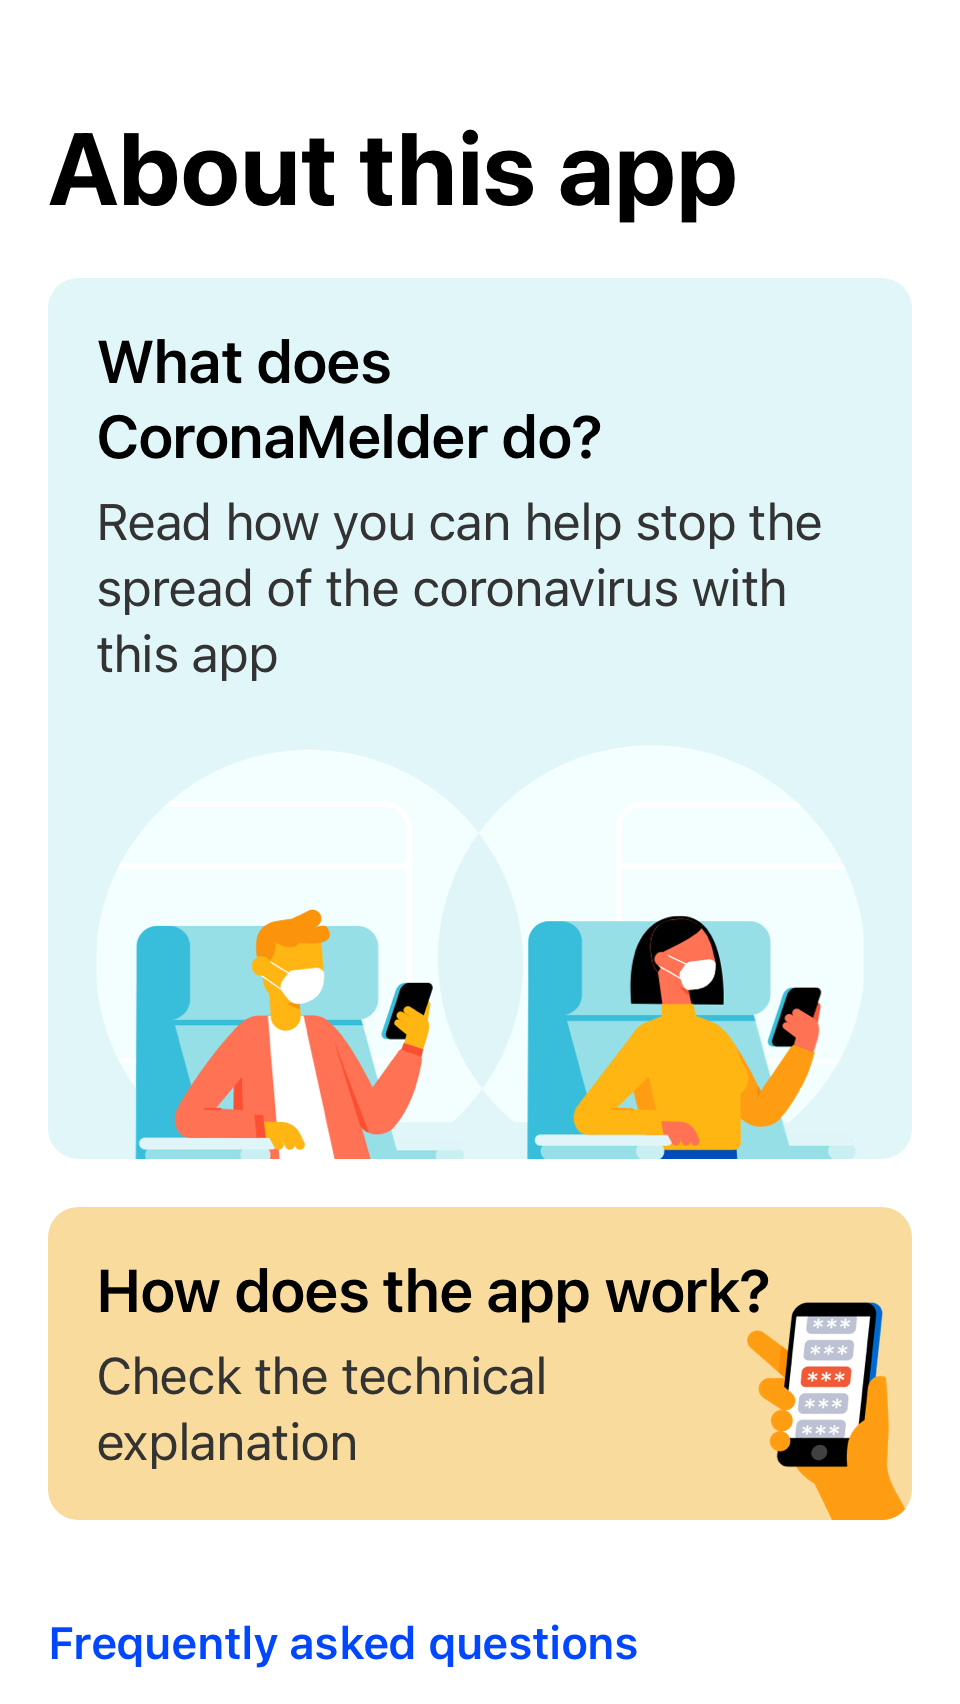 About this app
What does
CoronaMelder do?
Read how you can help stop the
spread of the coronavirus with
this app
How does the app work?
Check the technical
explanation
***
***
***
***
***
Frequently asked questions